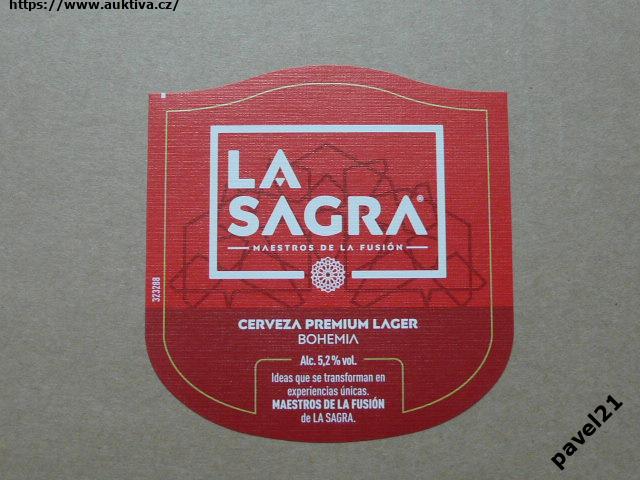 https://www.auktiva.cz/
LA
SAGRA®
MAESTROS DE LA FUSIÓN
323288
CERVEZA PREMIUM LAGER
BOHEMIA
Alc. 5,2% vol.
Ideas que se transforman en
experiencias únicas.
MAESTROS DE LA FUSIÓN
de LA SAGRA.
pavel21